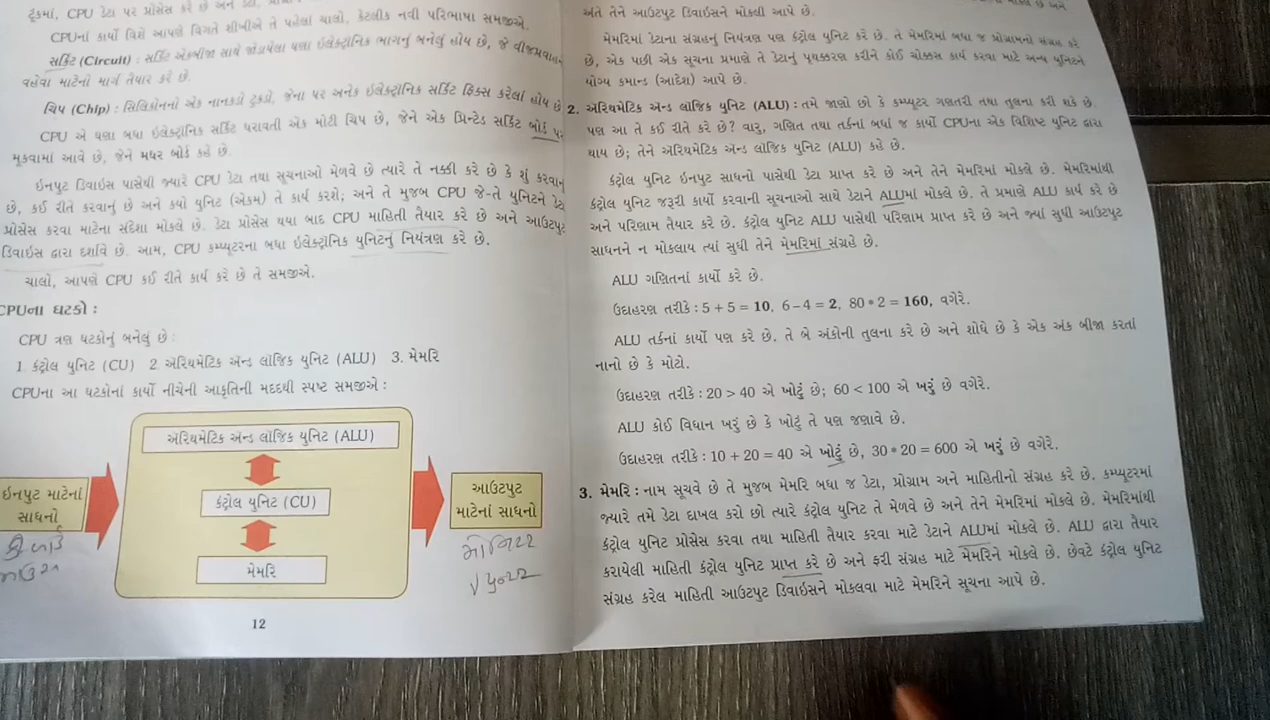 ટૂંકમાં, CPU ડેટા પર પ્રોસેસ કરે છે અને
CPUનાં કાર્યો વિશે આપણે વિગતે શીખીએ તે પહેલાં ચાલો, કેટલીક નવી પરિભાષા સમજીએ.
સર્કિટ (Circuit) : સર્કિટ એકબીજા સાથે જોડાયેલા ઘણા ઇલેક્ટ્રૉનિક ભાગનું બનેલું હોય છે, જે વીજપ્રવાહના
વહેવા માટેનો માર્ગ તૈયાર કરે છે.
ચિપ (Chip) : સિલિકોનનો એક નાનકડો ટુકડો, જેના પર અનેક ઇલેક્ટ્રૉનિક સર્કિટ ફિક્સ કરેલાં હોય છે.
CPU એ ઘણા બધા ઇલેક્ટ્રૉનિક સર્કિટ ધરાવતી એક મોટી ચિપ છે, જેને એક પ્રિન્ટેડ સર્કિટ બોર્ડ પર
મૂકવામાં આવે છે, જેને મધર બોર્ડ કહે છે.
ઇનપુટ ડિવાઇસ પાસેથી જ્યારે CPU ડેટા તથા સૂચનાઓ મેળવે છે ત્યારે તે નક્કી કરે છે કે શું કરવાનું
છે, કઈ રીતે કરવાનું છે અને કયો યુનિટ (એકમ) તે કાર્ય કરશે; અને તે મુજબ CPU જે-તે યુનિટને ડેટા
પ્રોસેસ કરવા માટેના સંદેશા મોકલે છે. ડેટા પ્રોસેસ થયા બાદ CPU માહિતી તૈયાર કરે છે અને આઉટપુટ
ડિવાઇસ દ્વારા દર્શાવે છે. આમ, CPU કમ્પ્યૂટરના બધા ઇલેક્ટ્રૉનિક યુનિટનું નિયંત્રણ કરે છે.
ચાલો, આપણે CPU કઈ રીતે કાર્ય કરે છે તે સમજીએ.
CPUના ઘટકો :
CPU ત્રણ ઘટકોનું બનેલું છે :
1. કંટ્રોલ યુનિટ (CU) 2. ઍરિથમેટિક ઍન્ડ લૉજિક યુનિટ (ALU) 3. મેમરિ
CPUના આ ઘટકોનાં કાર્યો નીચેની આકૃતિની મદદથી સ્પષ્ટ સમજીએ :
ઍરિથમેટિક ઍન્ડ લૉજિક યુનિટ (ALU)
ઇનપુટ માટેનાં
સાધનો
કંટ્રોલ યુનિટ (CU)
આઉટપુટ
માટેનાં સાધનો
મેમરિ
કીબોર્ડ
માઉસ
મોનિટર
પ્રિન્ટર
12
અંતે તેને આઉટપુટ ડિવાઇસને મોકલી આપે છે.
મેમરિમાં ડેટાના સંગ્રહનું નિયંત્રણ પણ કંટ્રોલ યુનિટ કરે છે. તે મેમરિમાં બધા જ પ્રોગ્રામનો સંગ્રહ કરે
છે, એક પછી એક સૂચના પ્રમાણે તે ડેટાનું પૃથક્કરણ કરીને કોઈ ચોક્કસ કાર્ય કરવા માટે અન્ય યુનિટને
યોગ્ય કમાન્ડ (આદેશ) આપે છે.
2. ઍરિથમેટિક ઍન્ડ લૉજિક યુનિટ (ALU) : તમે જાણો છો કે કમ્પ્યૂટર ગણતરી તથા તુલના કરી શકે છે.
પણ આ તે કઈ રીતે કરે છે? વારુ, ગણિત તથા તર્કનાં બધાં જ કાર્યો CPUના એક વિશિષ્ટ યુનિટ દ્વારા
થાય છે; તેને ઍરિથમેટિક ઍન્ડ લૉજિક યુનિટ (ALU) કહે છે.
કંટ્રોલ યુનિટ ઇનપુટ સાધનો પાસેથી ડેટા પ્રાપ્ત કરે છે અને તેને મેમરિમાં મોકલે છે. મેમરિમાંથી
કંટ્રોલ યુનિટ જરૂરી કાર્યો કરવાની સૂચનાઓ સાથે ડેટાને ALUમાં મોકલે છે. તે પ્રમાણે ALU કાર્ય કરે છે
અને પરિણામ તૈયાર કરે છે. કંટ્રોલ યુનિટ ALU પાસેથી પરિણામ પ્રાપ્ત કરે છે અને જ્યાં સુધી આઉટપુટ
સાધનને ન મોકલાય ત્યાં સુધી તેને મેમરિમાં સંગ્રહે છે.
ALU ગણિતનાં કાર્યો કરે છે.
ઉદાહરણ તરીકે : 5 + 5 = 10, 6 – 4 = 2, 80 * 2 = 160, વગેરે.
ALU તર્કનાં કાર્યો પણ કરે છે. તે બે અંકોની તુલના કરે છે અને શોધે છે કે એક અંક બીજા કરતાં
નાનો છે કે મોટો.
ઉદાહરણ તરીકે : 20 > 40 એ ખોટું છે; 60 < 100 એ ખરું છે વગેરે.
ALU કોઈ વિધાન ખરું છે કે ખોટું તે પણ જણાવે છે.
ઉદાહરણ તરીકે : 10 + 20 = 40 એ ખોટું છે, 30 * 20 = 600 એ ખરું છે વગેરે.
3. મેમરિ : નામ સૂચવે છે તે મુજબ મેમરિ બધા જ ડેટા, પ્રોગ્રામ અને માહિતીનો સંગ્રહ કરે છે. કમ્પ્યૂટરમાં
જ્યારે તમે ડેટા દાખલ કરો છો ત્યારે કંટ્રોલ યુનિટ તે મેળવે છે અને તેને મેમરિમાં મોકલે છે. મેમરિમાંથી
કંટ્રોલ યુનિટ પ્રોસેસ કરવા તથા માહિતી તૈયાર કરવા માટે ડેટાને ALUમાં મોકલે છે. ALU દ્વારા તૈયાર
કરાયેલી માહિતી કંટ્રોલ યુનિટ પ્રાપ્ત કરે છે અને ફરી સંગ્રહ માટે મેમરિને મોકલે છે. છેવટે કંટ્રોલ યુનિટ
સંગ્રહ કરેલ માહિતી આઉટપુટ ડિવાઇસને મોકલવા માટે મેમરિને સૂચના આપે છે.